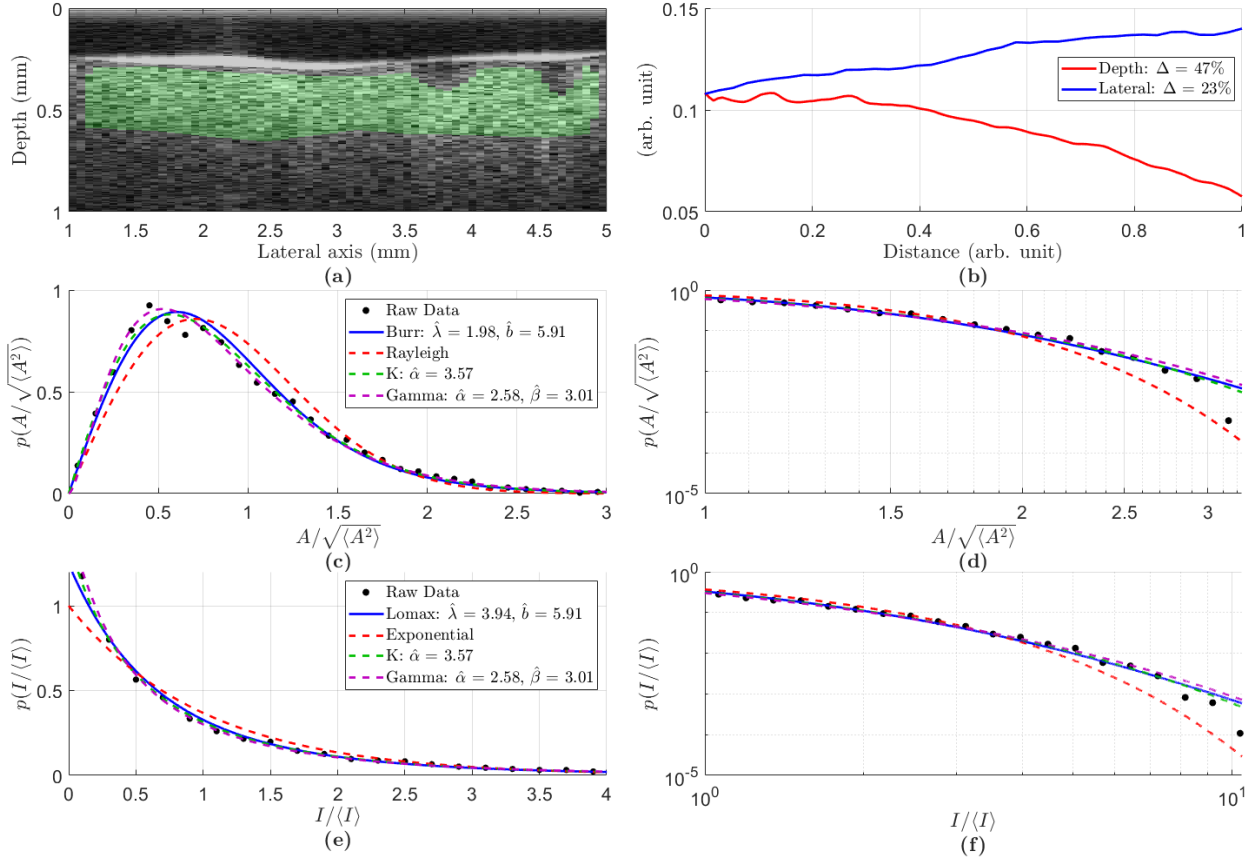 0
0.5
1
Depth (mm)
1 1.5 2 2.5 3 3.5 4 4.5 5
Lateral axis (mm)
(a)
0.15
0.1
0.05
(arb. unit)
Depth: Δ = 47%
Lateral: Δ = 23%
0 0.2 0.4 0.6 0.8 1
Distance (arb. unit)
(b)
1
0.5
0
p(A/√⟨A²⟩)
Raw Data
Burr: λ̂ = 1.98, b̂ = 5.91
Rayleigh
K: α̂ = 3.57
Gamma: α̂ = 2.58, β̂ = 3.01
0 0.5 1 1.5 2 2.5 3
A/√⟨A²⟩
(c)
10⁰
10⁻⁵
p(A/√⟨A²⟩)
1 1.5 2 2.5 3
A/√⟨A²⟩
(d)
1
0.5
0
p(I/⟨I⟩)
Raw Data
Lomax: λ̂ = 3.94, b̂ = 5.91
Exponential
K: α̂ = 3.57
Gamma: α̂ = 2.58, β̂ = 3.01
0 0.5 1 1.5 2 2.5 3 3.5 4
I/⟨I⟩
(e)
10⁰
10⁻⁵
p(I/⟨I⟩)
10⁰ 10¹
I/⟨I⟩
(f)